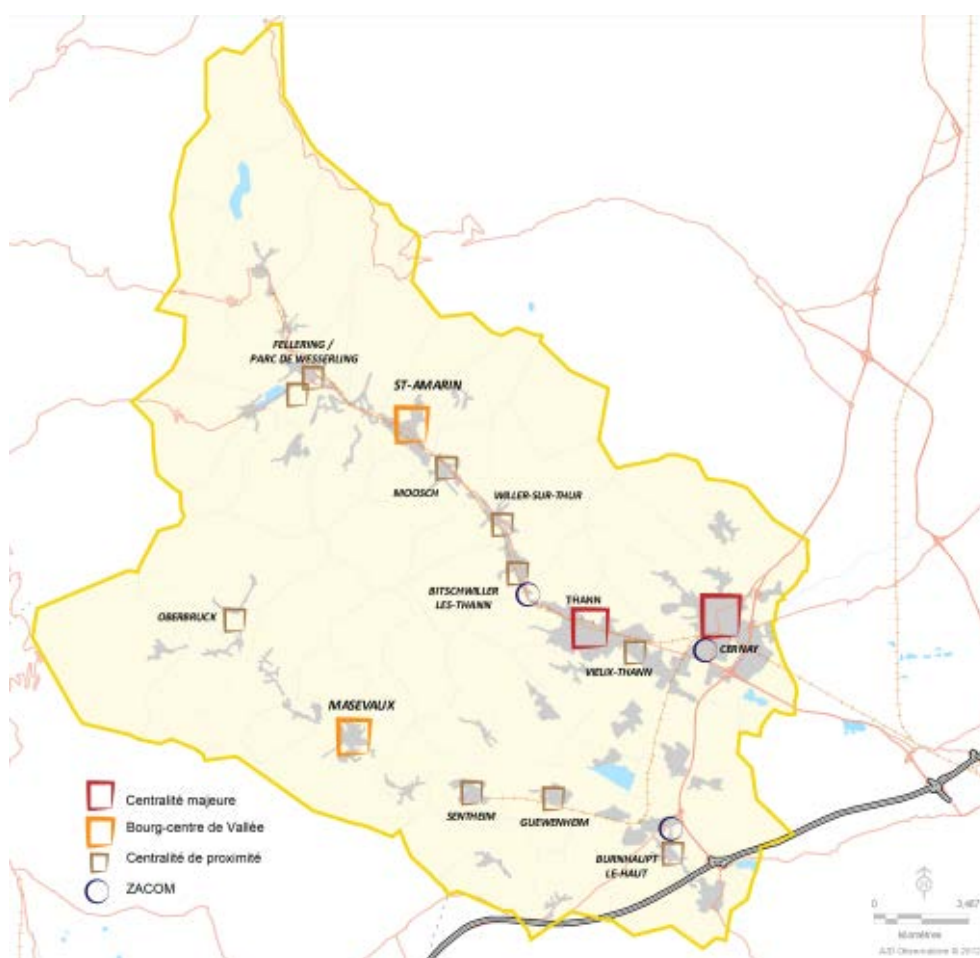 FELLERING /
PARC DE WESSERLING
ST-AMARIN
MOOSCH
WILLER-SUR-THUR
BITSCHWILLER
LES-THANN
THANN
OBERBRUCK
VIEUX-THANN
CERNAY
MASEVAUX
SENTHEIM
GUEWENHEIM
BURNHAUPT
LE-HAUT
Centralité majeure
Bourg-centre de Vallée
Centralité de proximité
ZACOM
0
kilomètres